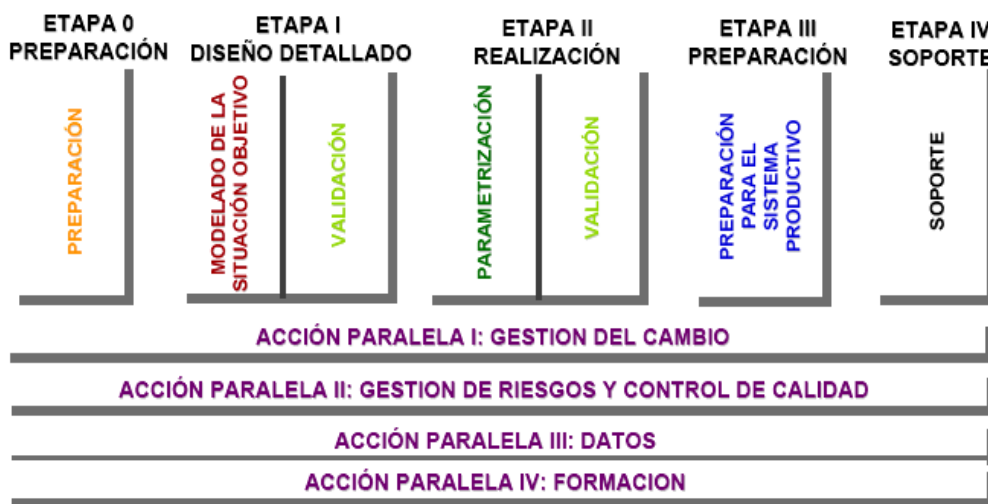 ETAPA 0
PREPARACIÓN
ETAPA I
DISEÑO DETALLADO
ETAPA II
REALIZACIÓN
ETAPA III
PREPARACIÓN
ETAPA IV
SOPORTE
PREPARACIÓN
MODELADO DE LA
SITUACIÓN OBJETIVO
VALIDACIÓN
PARAMETRIZACIÓN
VALIDACIÓN
PREPARACIÓN
PARA EL
SISTEMA
PRODUCTIVO
SOPORTE
ACCIÓN PARALELA I: GESTION DEL CAMBIO
ACCIÓN PARALELA II: GESTION DE RIESGOS Y CONTROL DE CALIDAD
ACCIÓN PARALELA III: DATOS
ACCIÓN PARALELA IV: FORMACION